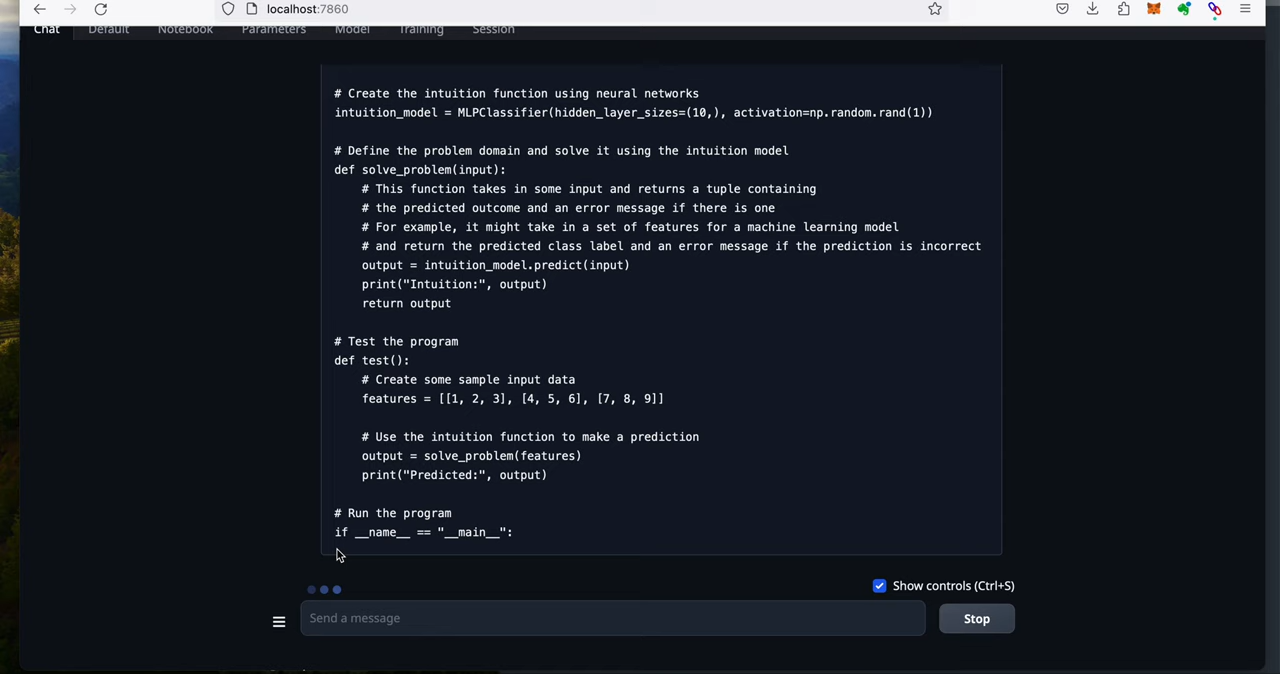 localhost:7860
Chat Default Notebook Parameters Model Training Session
# Create the intuition function using neural networks
intuition_model = MLPClassifier(hidden_layer_sizes=(10,), activation=np.random.rand(1))
# Define the problem domain and solve it using the intuition model
def solve_problem(input):
# This function takes in some input and returns a tuple containing
# the predicted outcome and an error message if there is one
# For example, it might take in a set of features for a machine learning model
# and return the predicted class label and an error message if the prediction is incorrect
output = intuition_model.predict(input)
print("Intuition:", output)
return output
# Test the program
def test():
# Create some sample input data
features = [[1, 2, 3], [4, 5, 6], [7, 8, 9]]
# Use the intuition function to make a prediction
output = solve_problem(features)
print("Predicted:", output)
# Run the program
if __name__ == "__main__":
Show controls (Ctrl+S)
Send a message
Stop